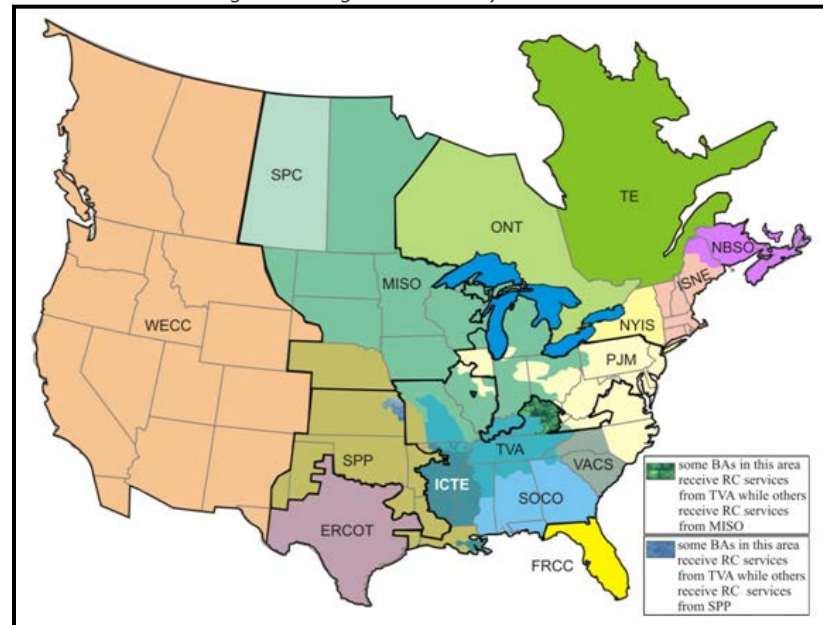 SPC
TE
ONT
NBSO
MISO
ISNE
WECC
NYIS
PJM
TVA
SPP
VACS
ICTE
SOCO
ERCOT
FRCC
some BAs in this area
receive RC services
from TVA while others
receive RC services
from MISO
some BAs in this area
receive RC services
from TVA while others
receive RC services
from SPP